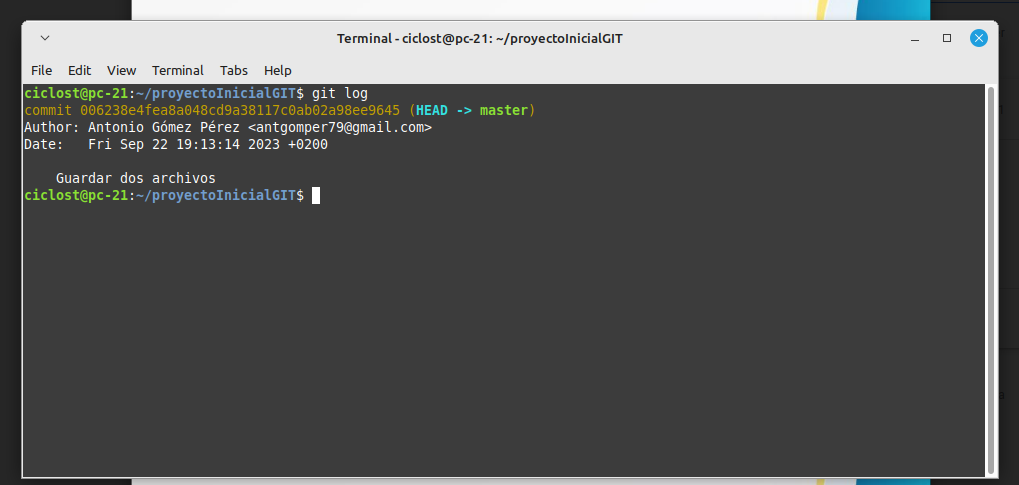 Terminal - ciclost@pc-21: ~/proyectoInicialGIT
File Edit View Terminal Tabs Help
ciclost@pc-21:~/proyectoInicialGIT$ git log
commit 006238e4fea8a048cd9a38117c0ab02a98ee9645 (HEAD -> master)
Author: Antonio Gómez Pérez <antgomper79@gmail.com>
Date:   Fri Sep 22 19:13:14 2023 +0200
    Guardar dos archivos
ciclost@pc-21:~/proyectoInicialGIT$